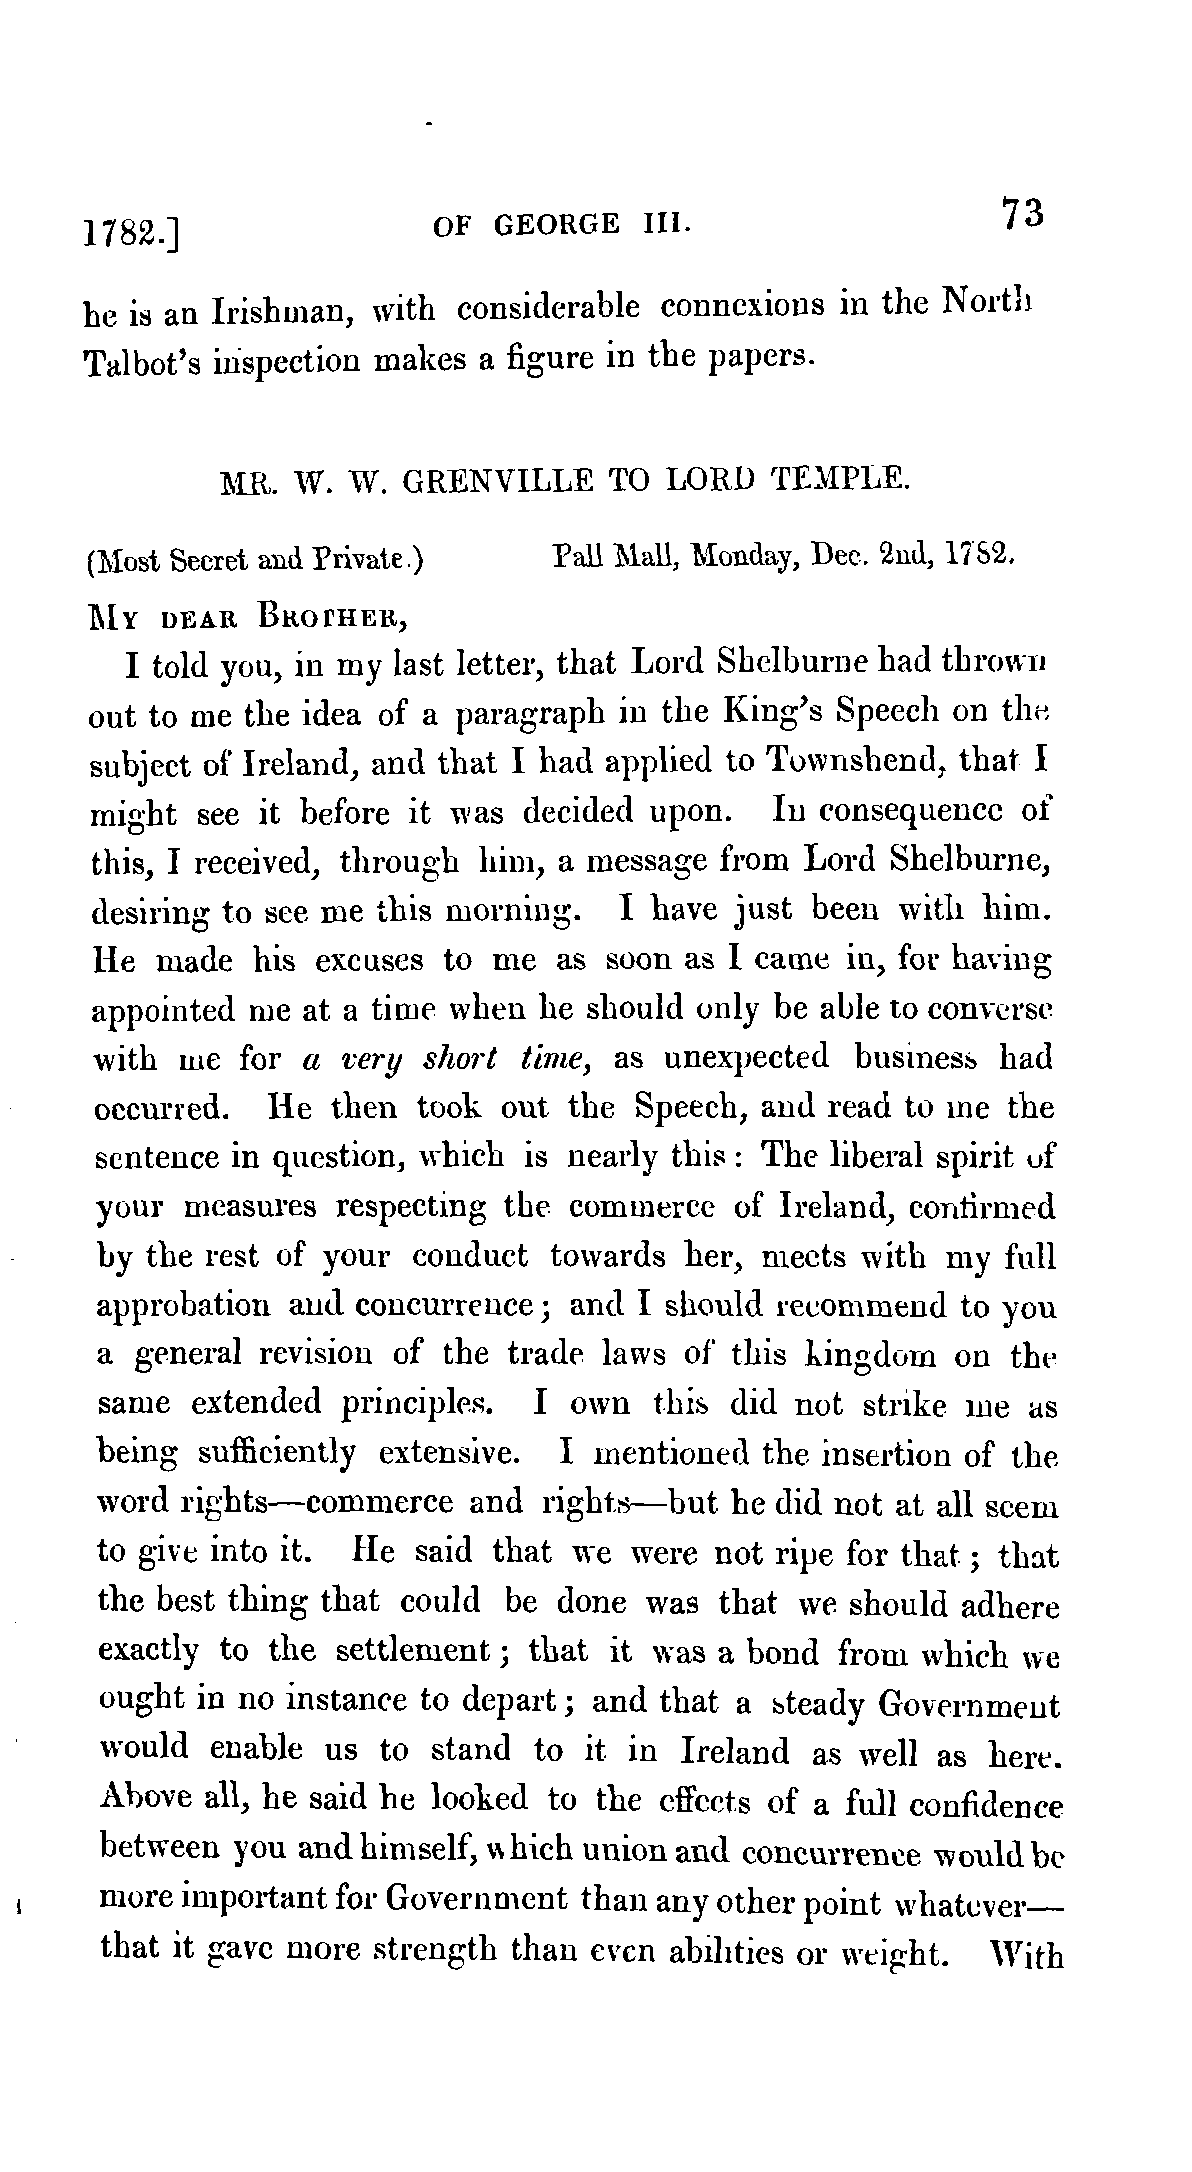 1782.] OF GEORGE III. 73
he is an Irishman, with considerable connexions in the North
Talbot's inspection makes a figure in the papers.
MR. W. W. GRENVILLE TO LORD TEMPLE.
(Most Secret and Private.) Pall Mall, Monday, Dec. 2nd, 1782.
MY DEAR BROTHER,
I told you, in my last letter, that Lord Shelburne had thrown
out to me the idea of a paragraph in the King's Speech on the
subject of Ireland, and that I had applied to Townshend, that I
might see it before it was decided upon. In consequence of
this, I received, through him, a message from Lord Shelburne,
desiring to see me this morning. I have just been with him.
He made his excuses to me as soon as I came in, for having
appointed me at a time when he should only be able to converse
with me for a very short time, as unexpected business had
occurred. He then took out the Speech, and read to me the
sentence in question, which is nearly this: The liberal spirit of
your measures respecting the commerce of Ireland, confirmed
by the rest of your conduct towards her, meets with my full
approbation and concurrence; and I should recommend to you
a general revision of the trade laws of this kingdom on the
same extended principles. I own this did not strike me as
being sufficiently extensive. I mentioned the insertion of the
word rights—commerce and rights—but he did not at all seem
to give into it. He said that we were not ripe for that; that
the best thing that could be done was that we should adhere
exactly to the settlement; that it was a bond from which we
ought in no instance to depart; and that a steady Government
would enable us to stand to it in Ireland as well as here.
Above all, he said he looked to the effects of a full confidence
between you and himself, which union and concurrence would be
more important for Government than any other point whatever—
that it gave more strength than even abilities or weight. With